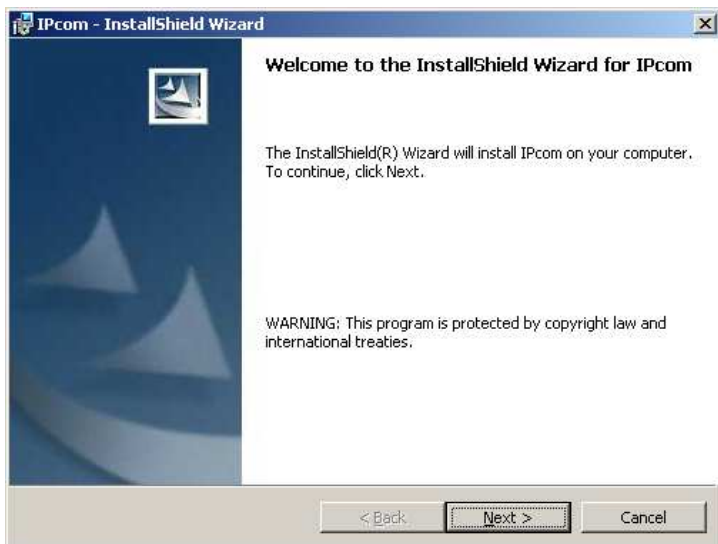 IPcom - InstallShield Wizard
Welcome to the InstallShield Wizard for IPcom
The InstallShield(R) Wizard will install IPcom on your computer.
To continue, click Next.
WARNING: This program is protected by copyright law and
international treaties.
< Back
Next >
Cancel